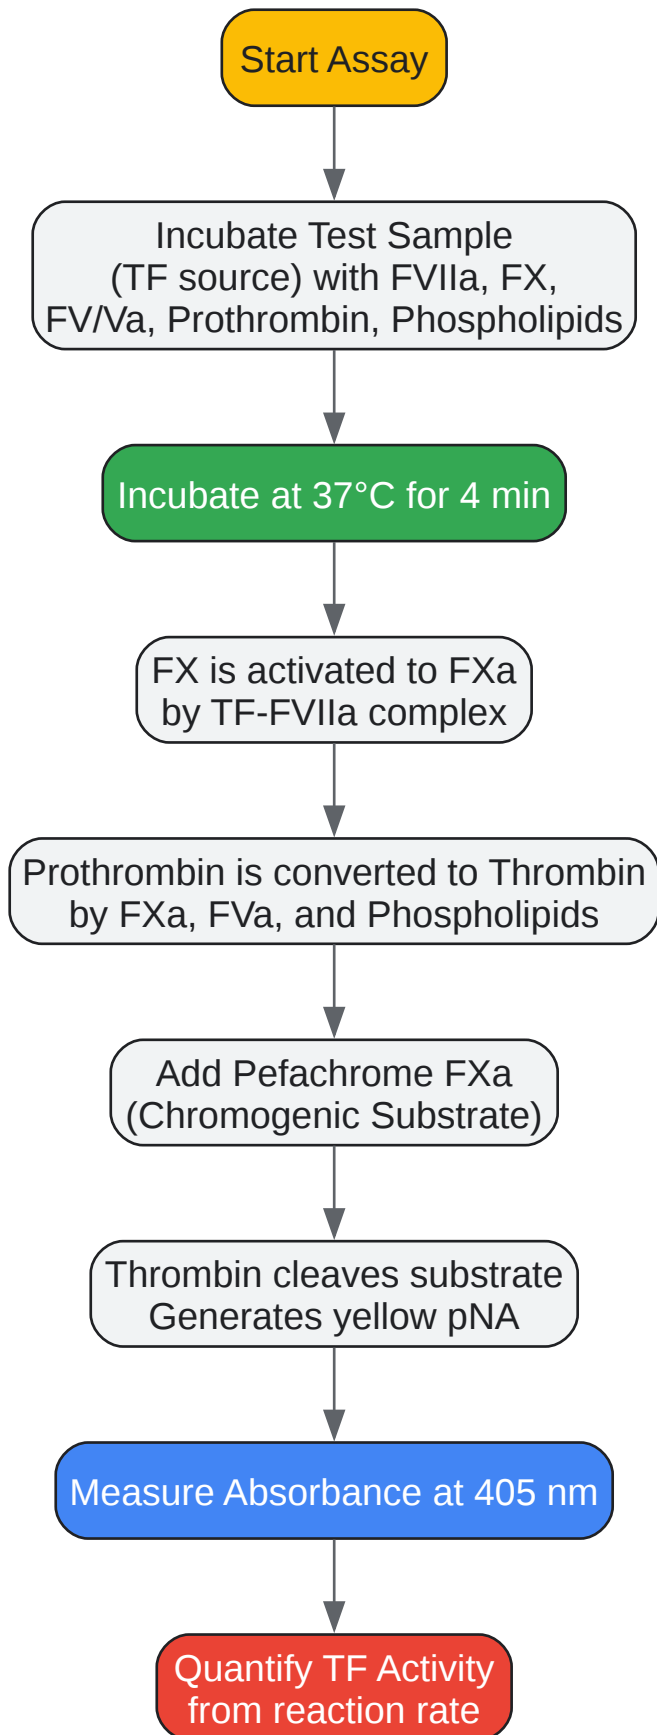 Start Assay
Incubate Test Sample
(TF source) with FVIIa, FX,
FV/Va, Prothrombin, Phospholipids
Incubate at 37°C for 4 min
FX is activated to FXa
by TF-FVIIa complex
Prothrombin is converted to Thrombin
by FXa, FVa, and Phospholipids
Add Pefachrome FXa
(Chromogenic Substrate)
Thrombin cleaves substrate
Generates yellow pNA
Measure Absorbance at 405 nm
Quantify TF Activity
from reaction rate